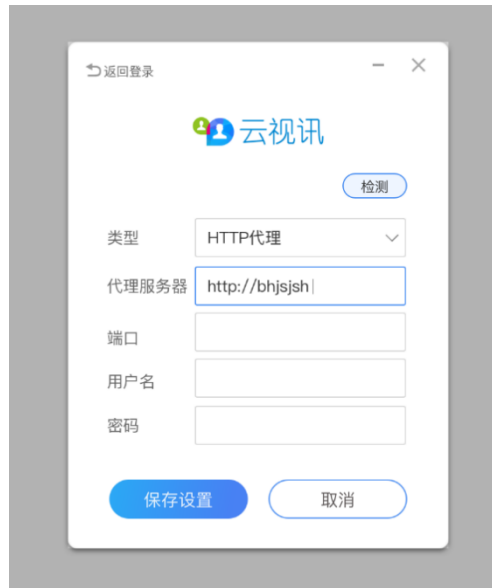 返回登录
云视讯
检测
类型 HTTP代理
代理服务器 http://bhjsjsh
端口
用户名
密码
保存设置 取消